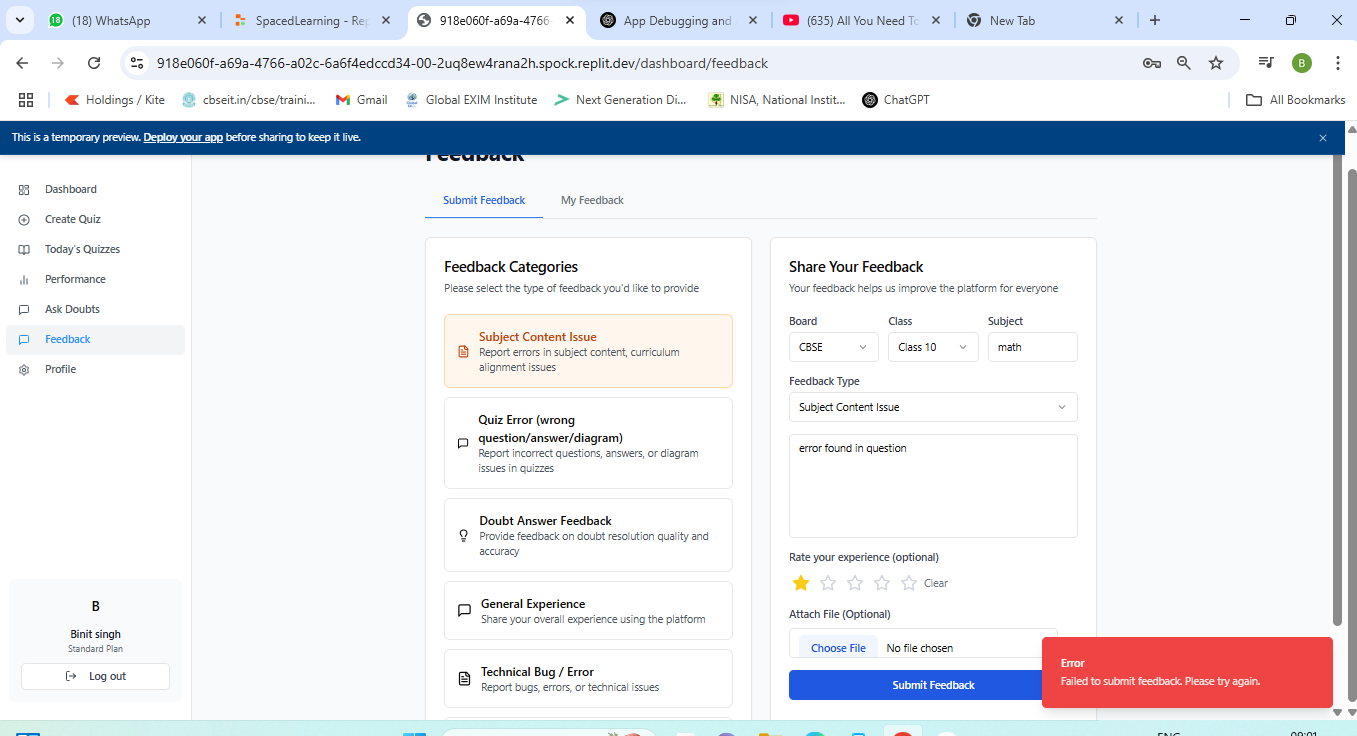 (18) WhatsApp
SpacedLearning - Rep
918e060f-a69a-4766-
App Debugging and
(635) All You Need To
New Tab
918e060f-a69a-4766-a02c-6a6f4edccd34-00-2uq8ew4rana2h.spock.replit.dev/dashboard/feedback
B
Holdings / Kite
cbseit.in/cbse/traini...
Gmail
Global EXIM Institute
Next Generation Di...
NISA, National Instit...
ChatGPT
All Bookmarks
This is a temporary preview. Deploy your app before sharing to keep it live.
Feedback
Dashboard
Create Quiz
Today's Quizzes
Performance
Ask Doubts
Feedback
Profile
B
Binit singh
Standard Plan
Log out
Submit Feedback
My Feedback
Feedback Categories
Please select the type of feedback you'd like to provide
Subject Content Issue
Report errors in subject content, curriculum
alignment issues
Quiz Error (wrong
question/answer/diagram)
Report incorrect questions, answers, or diagram
issues in quizzes
Doubt Answer Feedback
Provide feedback on doubt resolution quality and
accuracy
General Experience
Share your overall experience using the platform
Technical Bug / Error
Report bugs, errors, or technical issues
Share Your Feedback
Your feedback helps us improve the platform for everyone
Board
Class
Subject
CBSE
Class 10
math
Feedback Type
Subject Content Issue
error found in question
Rate your experience (optional)
Clear
Attach File (Optional)
Choose File
No file chosen
Submit Feedback
Error
Failed to submit feedback. Please try again.
ENG
09:01